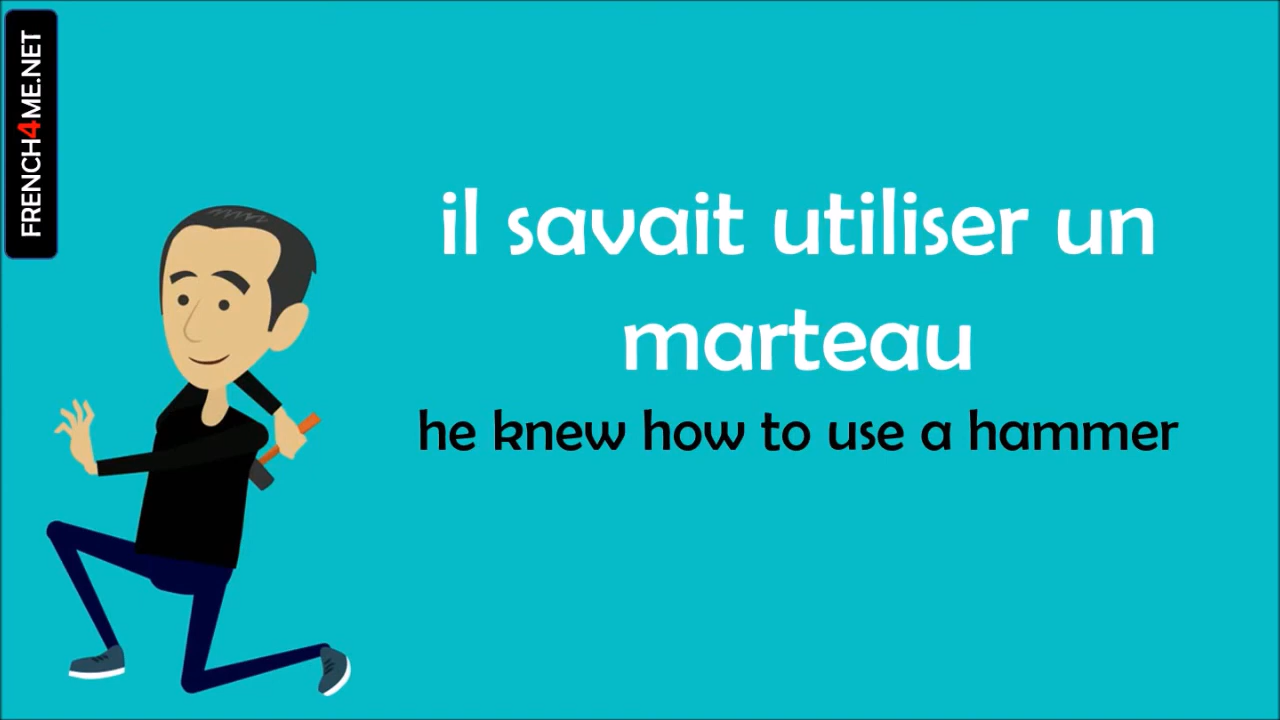 FRENCH4ME.NET
il savait utiliser un
marteau
he knew how to use a hammer